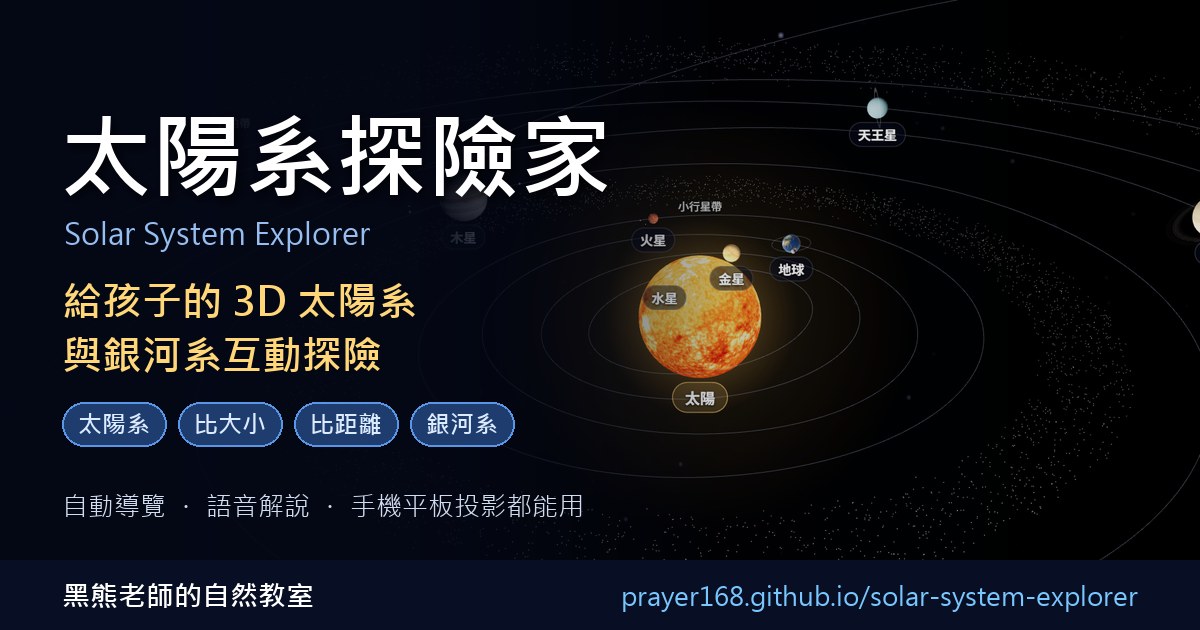 太陽系探險家
Solar System Explorer
給孩子的 3D 太陽系
與銀河系互動探險
太陽系 比大小 比距離 銀河系
自動導覽 · 語音解說 · 手機平板投影都能用
黑熊老師的自然教室
prayer168.github.io/solar-system-explorer
天王星
小行星帶
火星
木星
金星
地球
水星
太陽